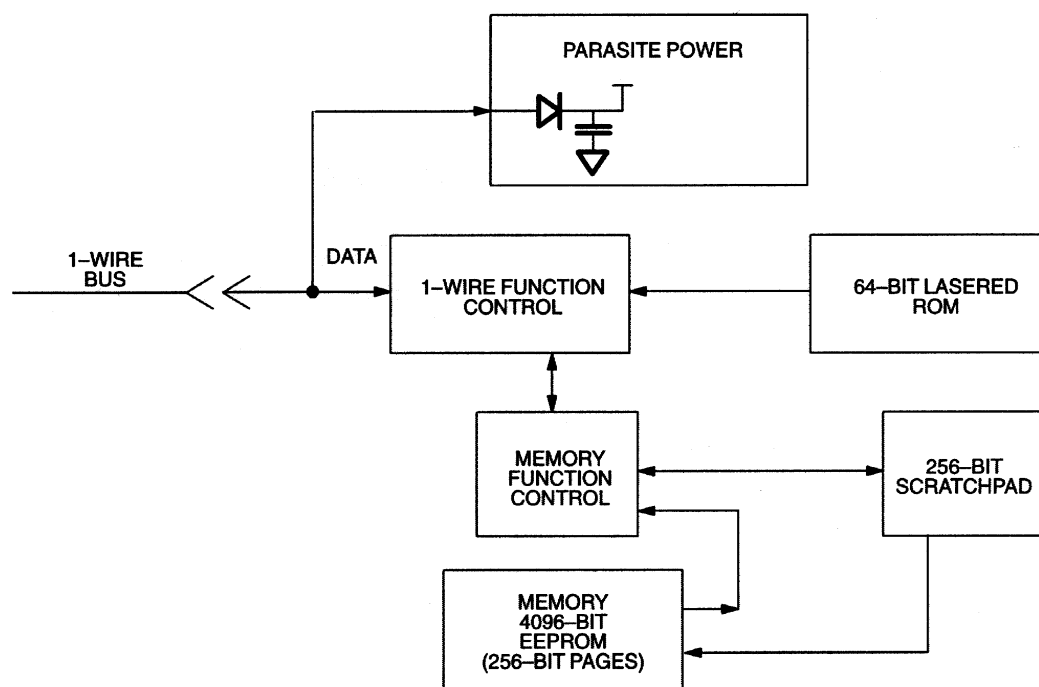 PARASITE POWER
1–WIRE
BUS
DATA
1–WIRE FUNCTION
CONTROL
64–BIT LASERED
ROM
MEMORY
FUNCTION
CONTROL
256–BIT
SCRATCHPAD
MEMORY
4096–BIT
EEPROM
(256–BIT PAGES)